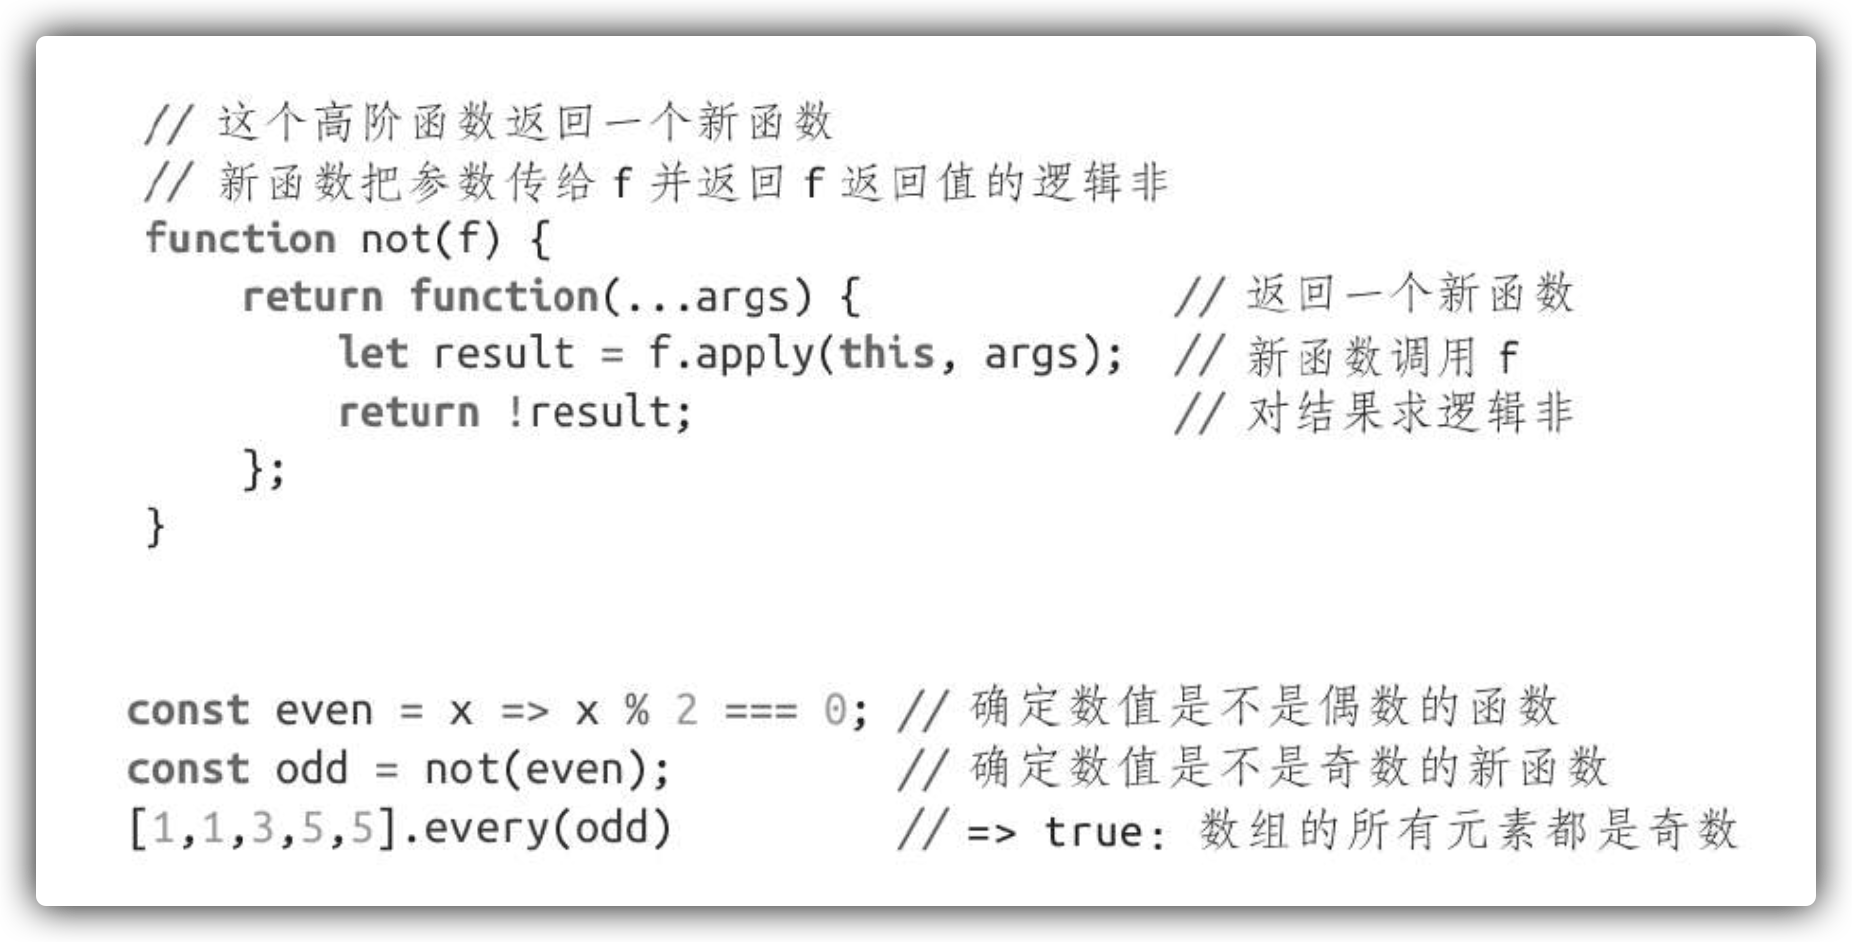 // 这个高阶函数返回一个新函数
// 新函数把参数传给 f 并返回 f 返回值的逻辑非
function not(f) {
    return function(...args) {             // 返回一个新函数
        let result = f.apply(this, args);  // 新函数调用 f
        return !result;                    // 对结果求逻辑非
    };
}
const even = x => x % 2 === 0; // 确定数值是不是偶数的函数
const odd = not(even);         // 确定数值是不是奇数的新函数
[1,1,3,5,5].every(odd)         // => true: 数组的所有元素都是奇数